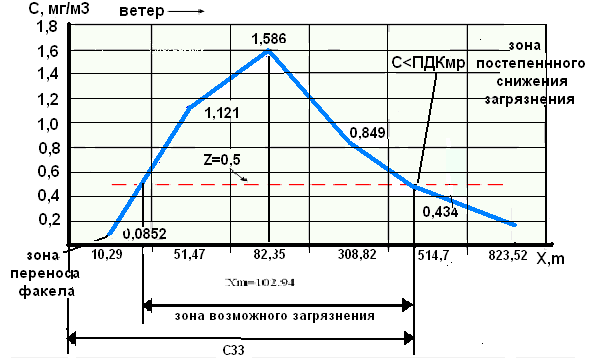 С, мг/м3
ветер
1,8
1,6
1,4
1,2
1,0
0,8
0,6
0,4
0,2
1,586
1,121
0,849
0,434
0,0852
Z=0,5
С<ПДКмр
зона
постепеннтного
снижения
загрязнения
зона
переноса
факела
10,29
51,47
82,35
308,82
514,7
823,52
Х,m
Xm=102.94
зона возможного загрязнения
СЗЗ